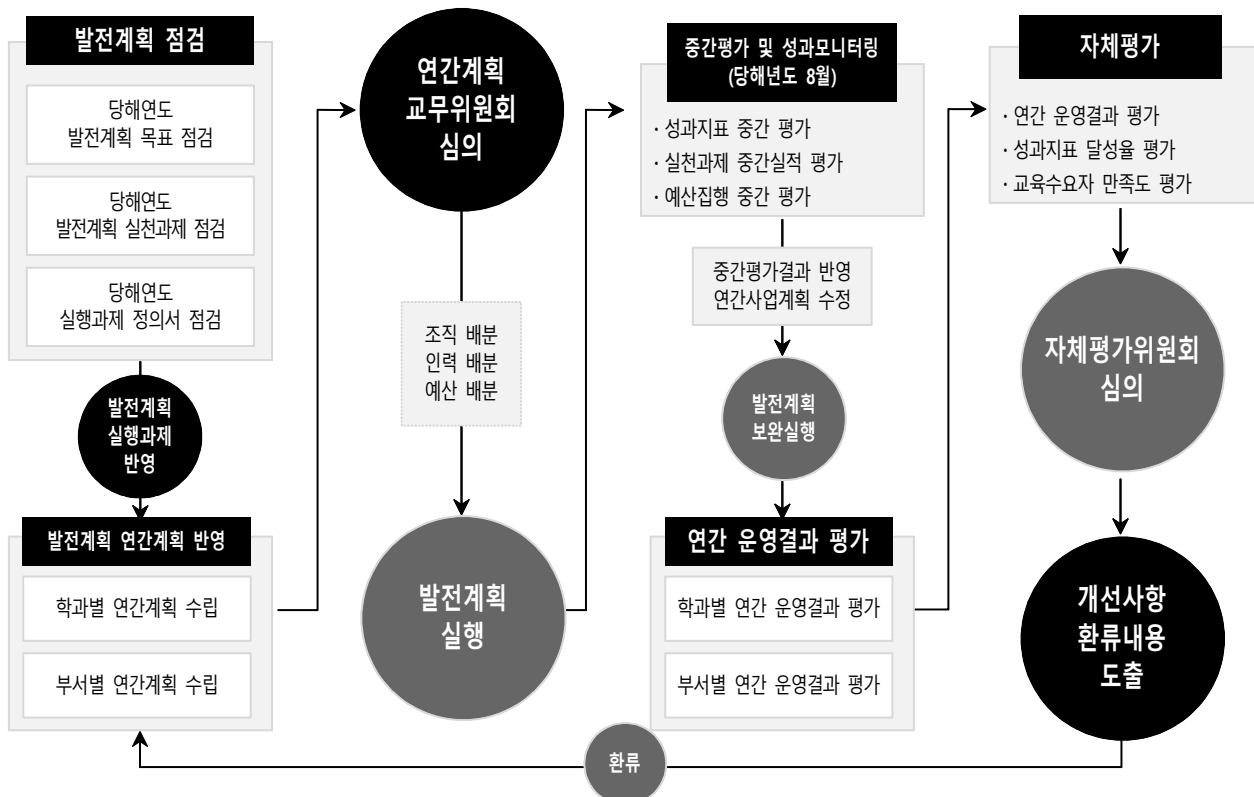 발전계획 점검
당해연도
발전계획 목표 점검
당해연도
발전계획 실천과제 점검
당해연도
실행과제 정의서 점검
발전계획
실행과제
반영
발전계획 연간계획 반영
학과별 연간계획 수립
부서별 연간계획 수립
연간계획
교무위원회
심의
조직 배분
인력 배분
예산 배분
발전계획
실행
중간평가 및 성과모니터링
(당해년도 8월)
· 성과지표 중간 평가
· 실천과제 중간실적 평가
· 예산집행 중간 평가
중간평가결과 반영
연간사업계획 수정
발전계획
보완실행
연간 운영결과 평가
학과별 연간 운영결과 평가
부서별 연간 운영결과 평가
자체평가
· 연간 운영결과 평가
· 성과지표 달성율 평가
· 교육수요자 만족도 평가
자체평가위원회
심의
개선사항
환류내용
도출
환류